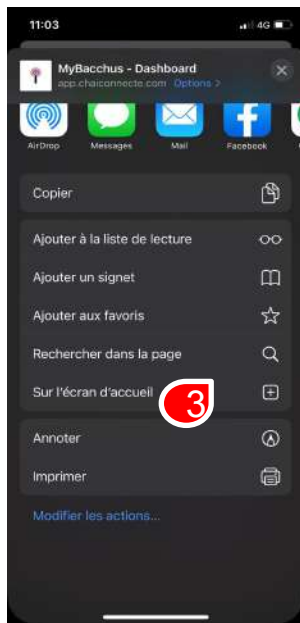 11:03
4G
MyBacchus - Dashboard
app.chaiconnecte.com Options >
AirDrop Messages Mail Facebook
Copier
Ajouter à la liste de lecture
Ajouter un signet
Ajouter aux favoris
Rechercher dans la page
Sur l'écran d'accueil
3
Annoter
Imprimer
Modifier les actions...